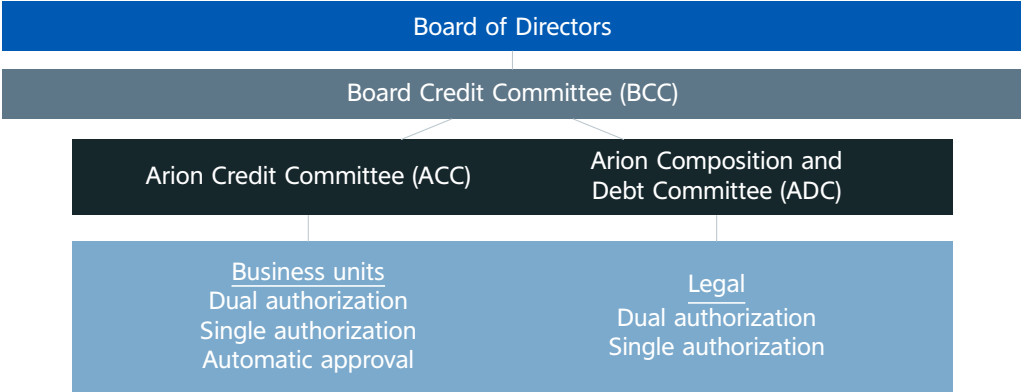 Board of Directors
Board Credit Committee (BCC)
Arion Credit Committee (ACC)
Arion Composition and
Debt Committee (ADC)
Business units
Dual authorization
Single authorization
Automatic approval
Legal
Dual authorization
Single authorization